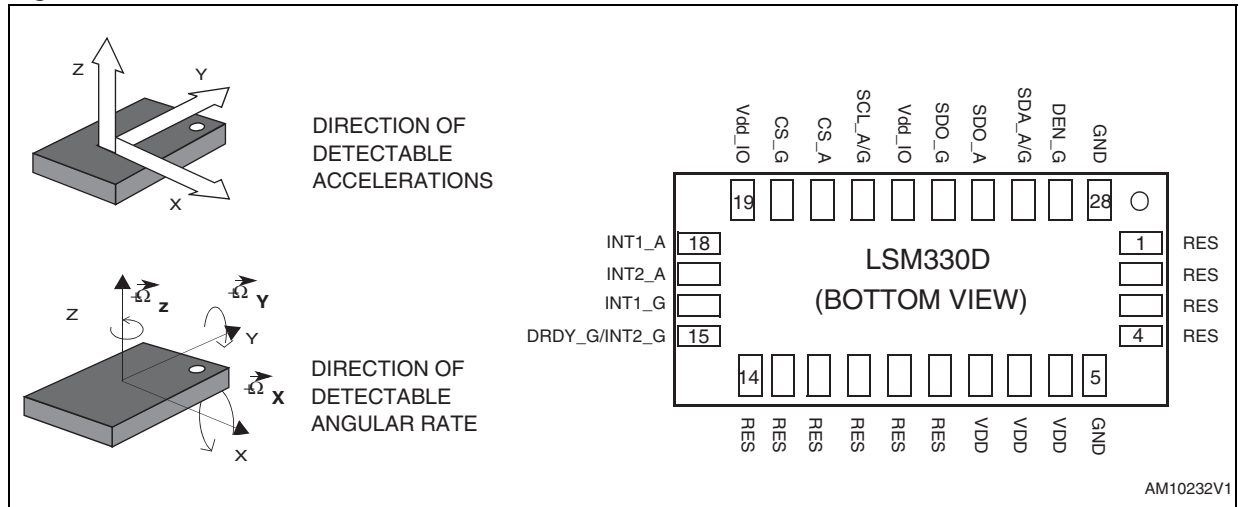 Z
Y
X
DIRECTION OF
DETECTABLE
ACCELERATIONS
Z
+Ω Z
+Ω Y
Y
+Ω X
X
DIRECTION OF
DETECTABLE
ANGULAR RATE
Vdd_IO
CS_G
CS_A
SCL_A/G
Vdd_IO
SDO_G
SDO_A
SDA_A/G
DEN_G
GND
19
28
INT1_A 18
1 RES
INT2_A
RES
INT1_G
RES
DRDY_G/INT2_G 15
4 RES
LSM330D
(BOTTOM VIEW)
14
5
RES
RES
RES
RES
RES
RES
VDD
VDD
VDD
GND
AM10232V1